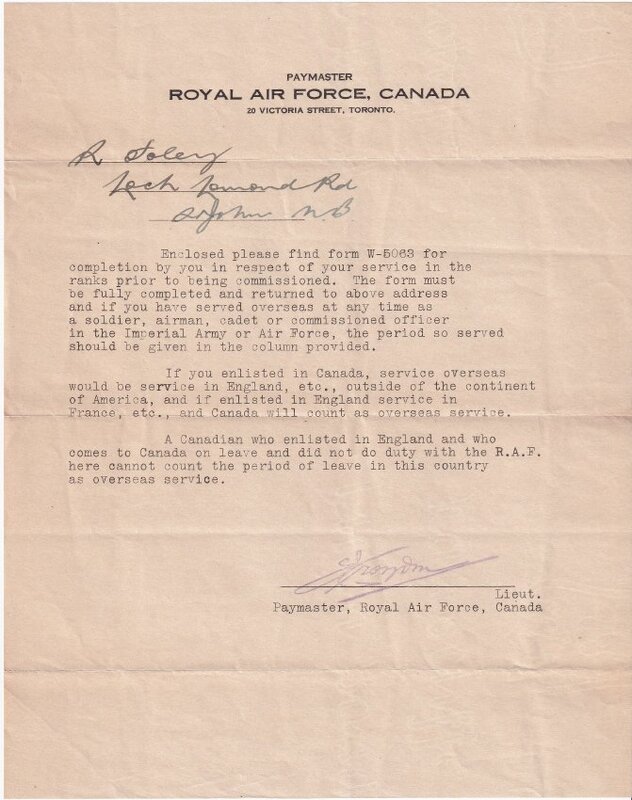 PAYMASTER
ROYAL AIR FORCE, CANADA
20 VICTORIA STREET, TORONTO.
R Foley
Loch Lomond Rd
St John N.B
Enclosed please find form W-5063 for
completion by you in respect of your service in the
ranks prior to being commissioned. The form must
be fully completed and returned to above address
and if you have served overseas at any time as
a soldier, airman, cadet or commissioned officer
in the Imperial Army or Air Force, the period so served
should be given in the column provided.
If you enlisted in Canada, service overseas
would be service in England, etc., outside of the continent
of America, and if enlisted in England service in
France, etc., and Canada will count as overseas service.
A Canadian who enlisted in England and who
comes to Canada on leave and did not do duty with the R.A.F.
here cannot count the period of leave in this country
as overseas service.
Lieut.
Paymaster, Royal Air Force, Canada